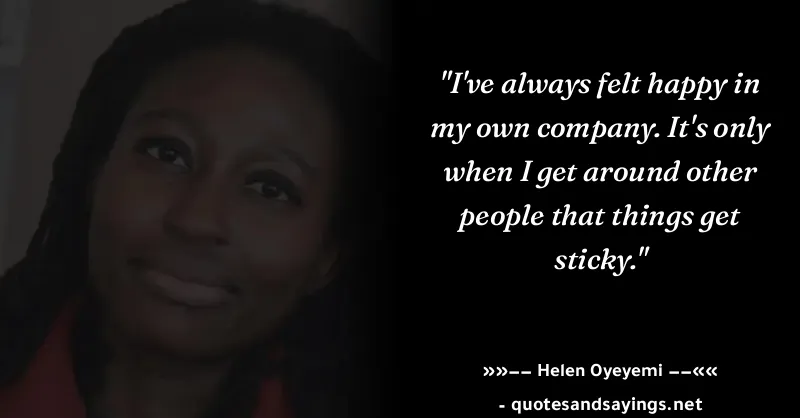 "I've always felt happy in
my own company. It's only
when I get around other
people that things get
sticky."
»»−− Helen Oyeyemi −−««
- quotesandsayings.net